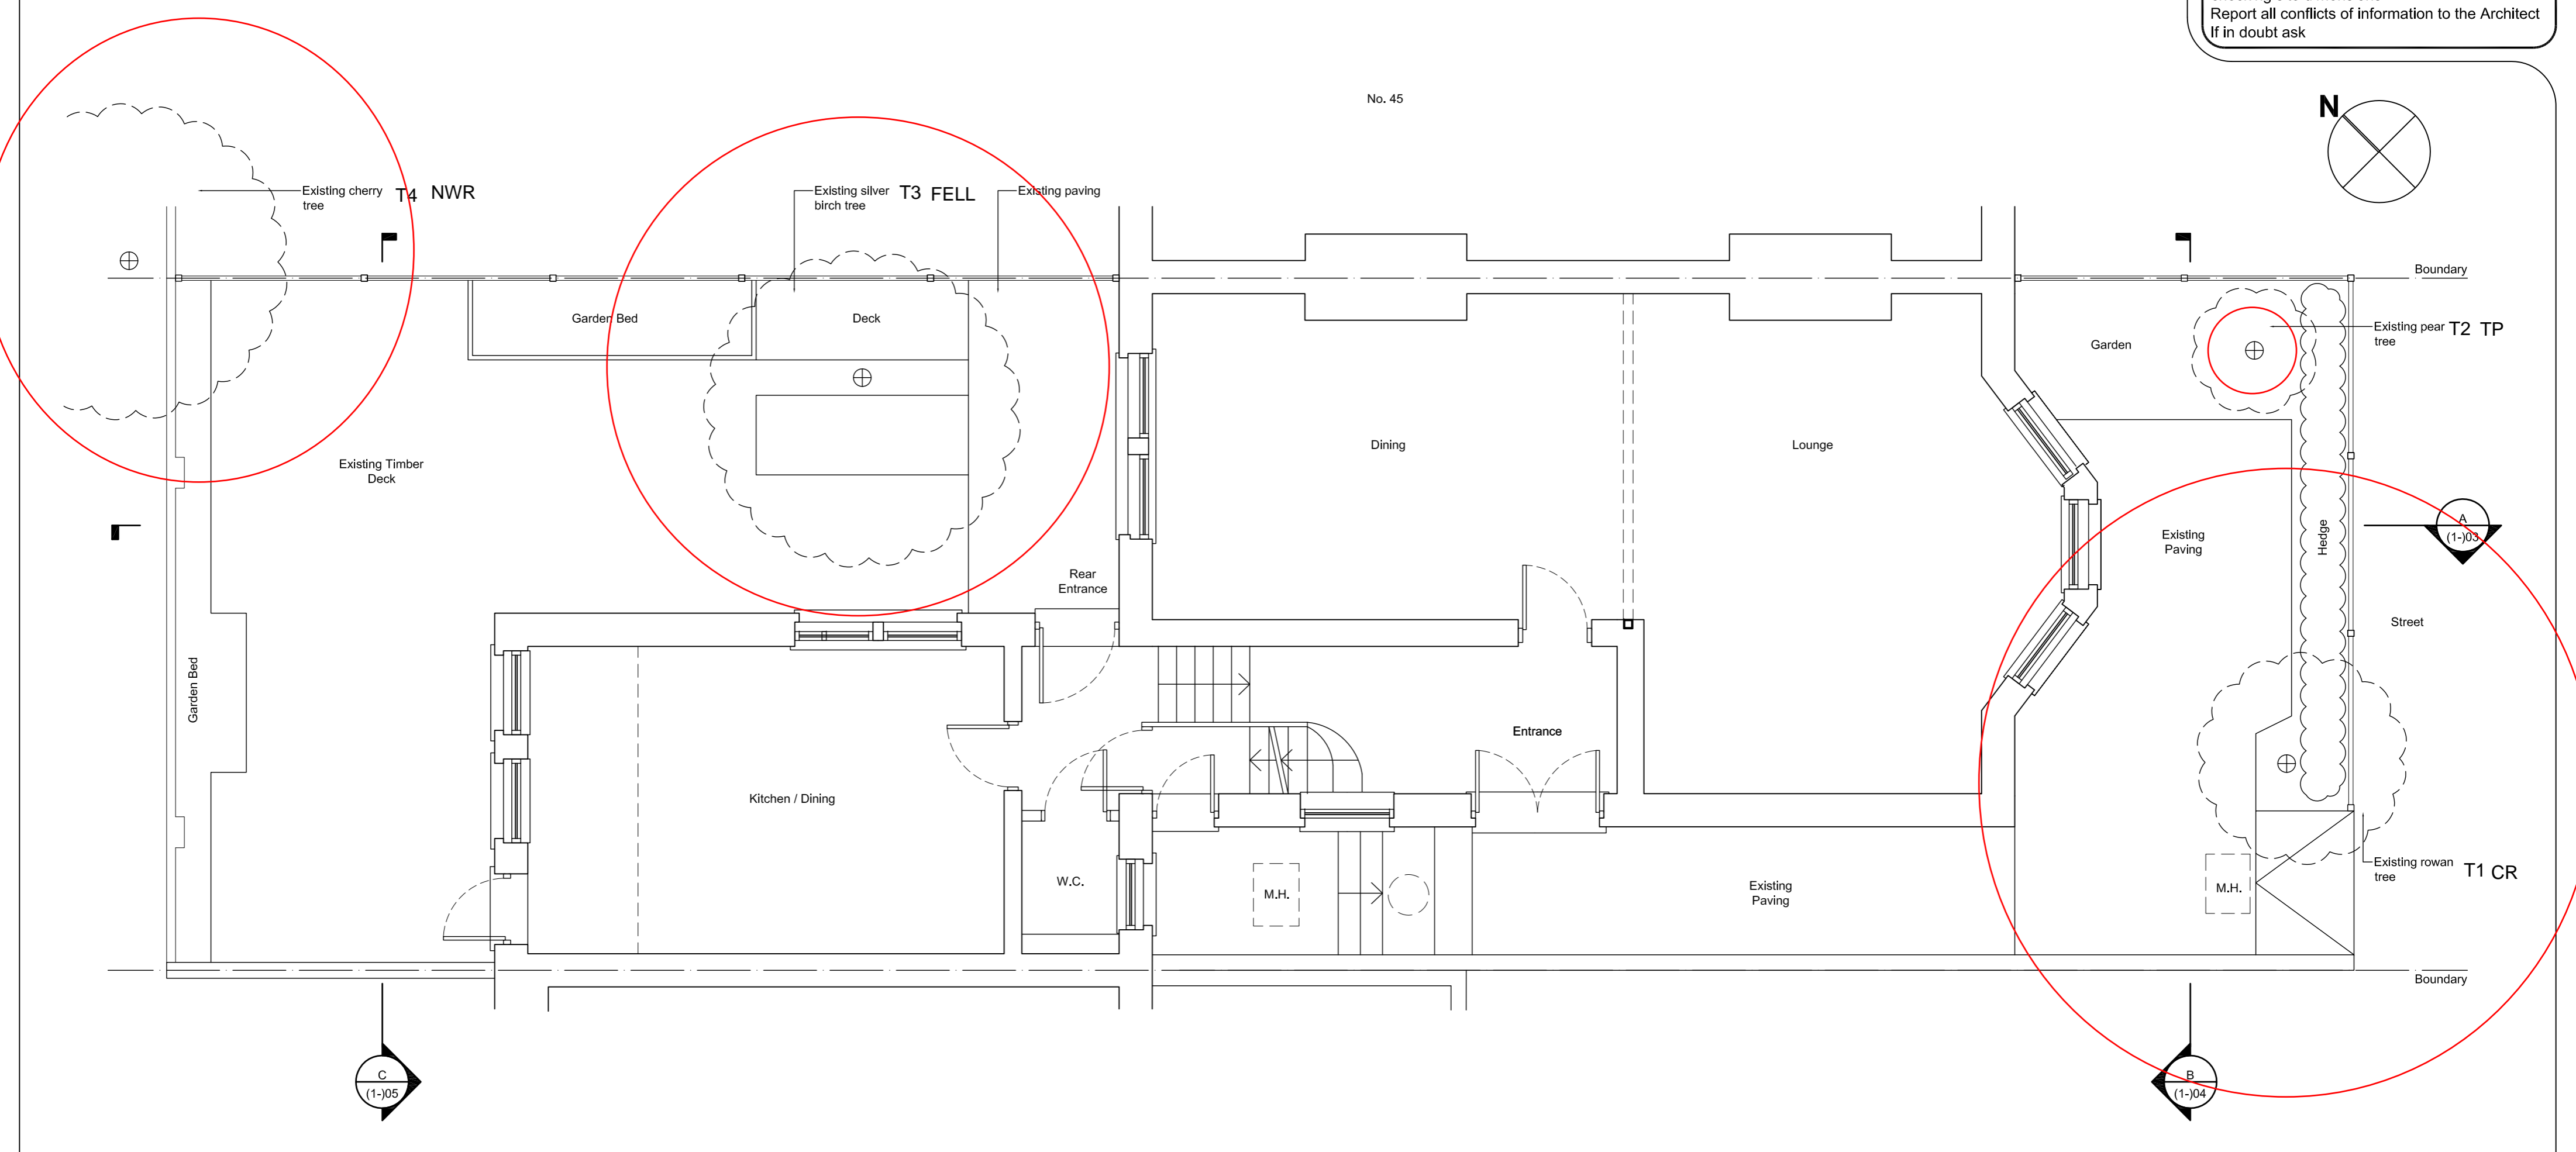 Report all conflicts of information to the Architect
If in doubt ask
No. 45
N
Existing cherry
tree
T4 NWR
Existing silver
birch tree
T3 FELL
Existing paving
Boundary
Garden Bed
Deck
Garden
Existing pear
tree
T2 TP
Existing Timber
Deck
Dining
Lounge
Existing
Paving
Hedge
A
(1-)03
Rear
Entrance
Street
Garden Bed
Entrance
Kitchen / Dining
W.C.
M.H.
Existing
Paving
M.H.
Existing rowan
tree
T1 CR
Boundary
C
(1-)05
B
(1-)04